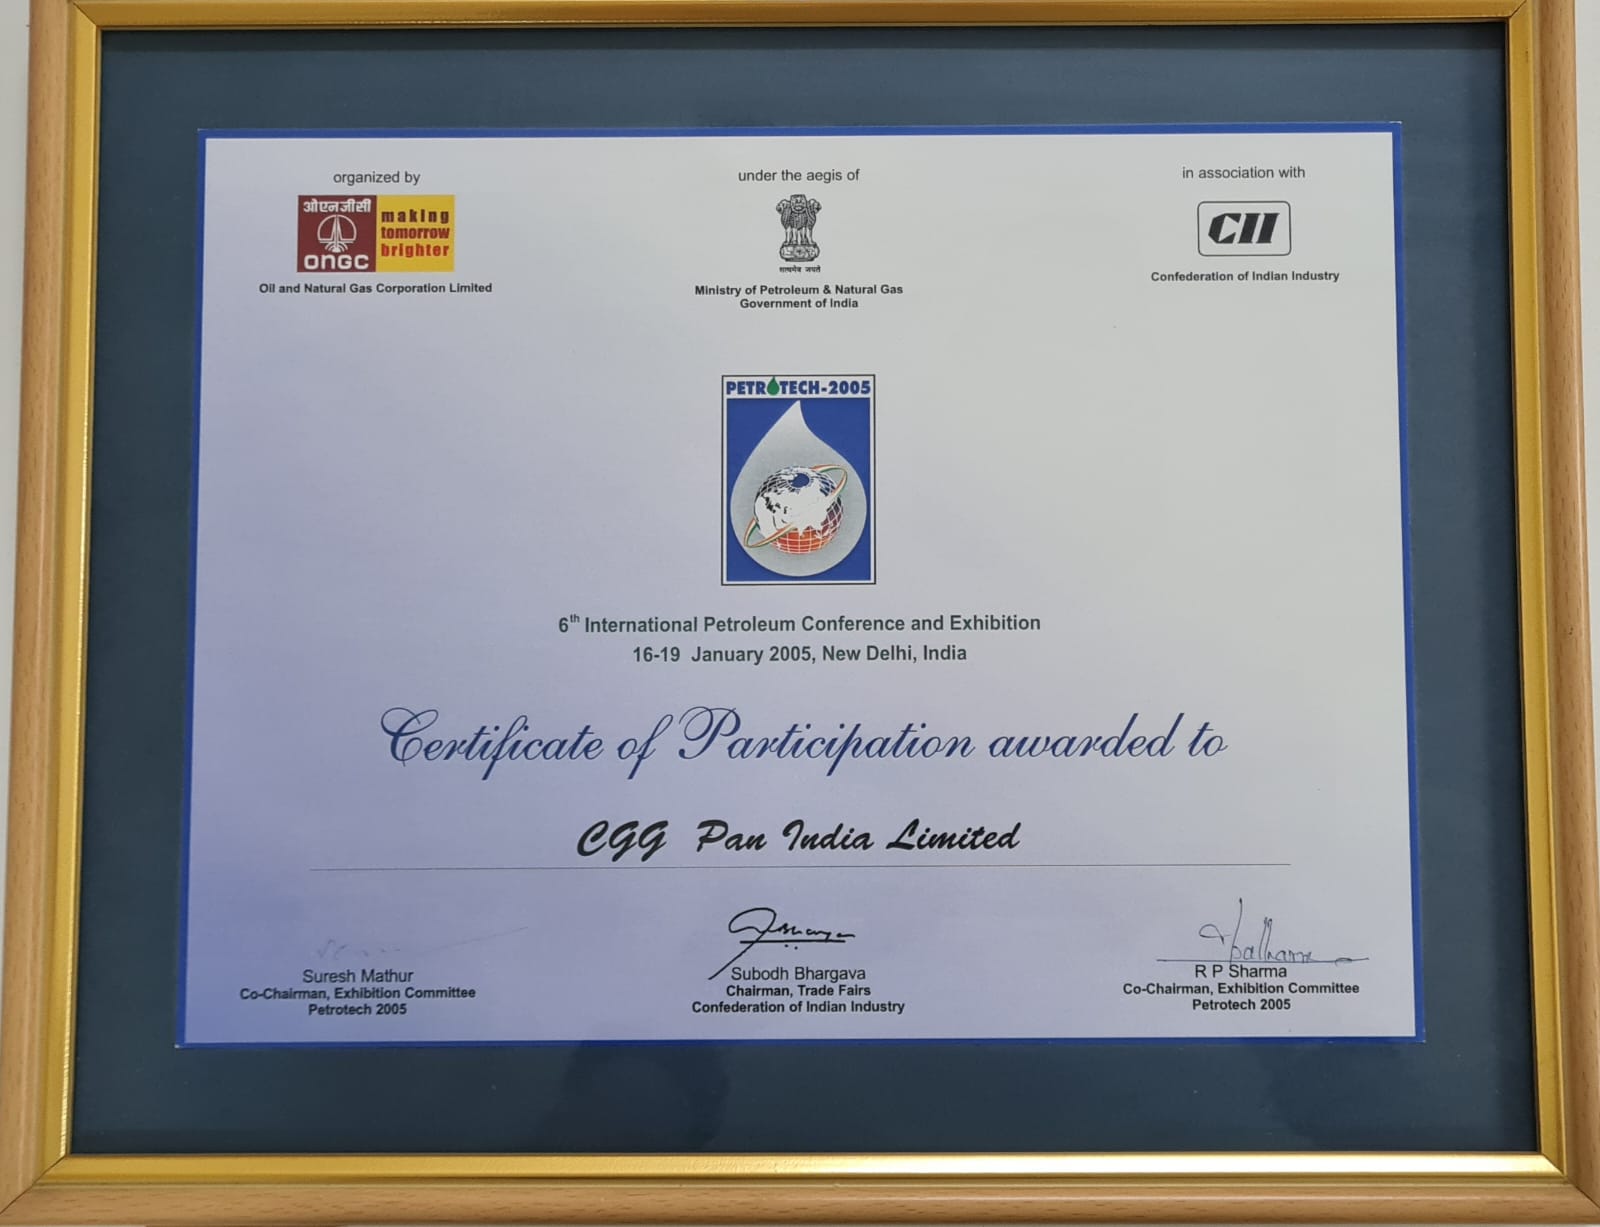 organized by
under the aegis of
in association with
ओएनजीसी
ONGC
making
tomorrow
brighter
सत्यमेव जयते
CII
Oil and Natural Gas Corporation Limited
Ministry of Petroleum & Natural Gas
Government of India
Confederation of Indian Industry
PETROTECH-2005
6th International Petroleum Conference and Exhibition
16-19 January 2005, New Delhi, India
Certificate of Participation awarded to
CGG Pan India Limited
Suresh Mathur
Co-Chairman, Exhibition Committee
Petrotech 2005
Subodh Bhargava
Chairman, Trade Fairs
Confederation of Indian Industry
R P Sharma
Co-Chairman, Exhibition Committee
Petrotech 2005